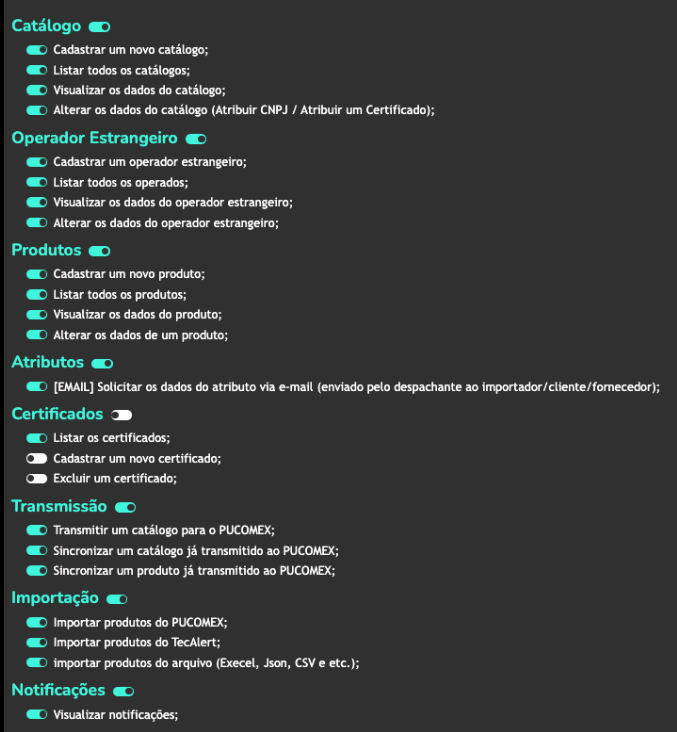 Catálogo
Cadastrar um novo catálogo;
Listar todos os catálogos;
Visualizar os dados do catálogo;
Alterar os dados do catálogo (Atribuir CNPJ / Atribuir um Certificado);
Operador Estrangeiro
Cadastrar um operador estrangeiro;
Listar todos os operados;
Visualizar os dados do operador estrangeiro;
Alterar os dados do operador estrangeiro;
Produtos
Cadastrar um novo produto;
Listar todos os produtos;
Visualizar os dados do produto;
Alterar os dados de um produto;
Atributos
[EMAIL] Solicitar os dados do atributo via e-mail (enviado pelo despachante ao importador/cliente/fornecedor);
Certificados
Listar os certificados;
Cadastrar um novo certificado;
Excluir um certificado;
Transmissão
Transmitir um catálogo para o PUCOMEX;
Sincronizar um catálogo já transmitido ao PUCOMEX;
Sincronizar um produto já transmitido ao PUCOMEX;
Importação
Importar produtos do PUCOMEX;
Importar produtos do TecAlert;
importar produtos do arquivo (Execel, Json, CSV e etc.);
Notificações
Visualizar notificações;